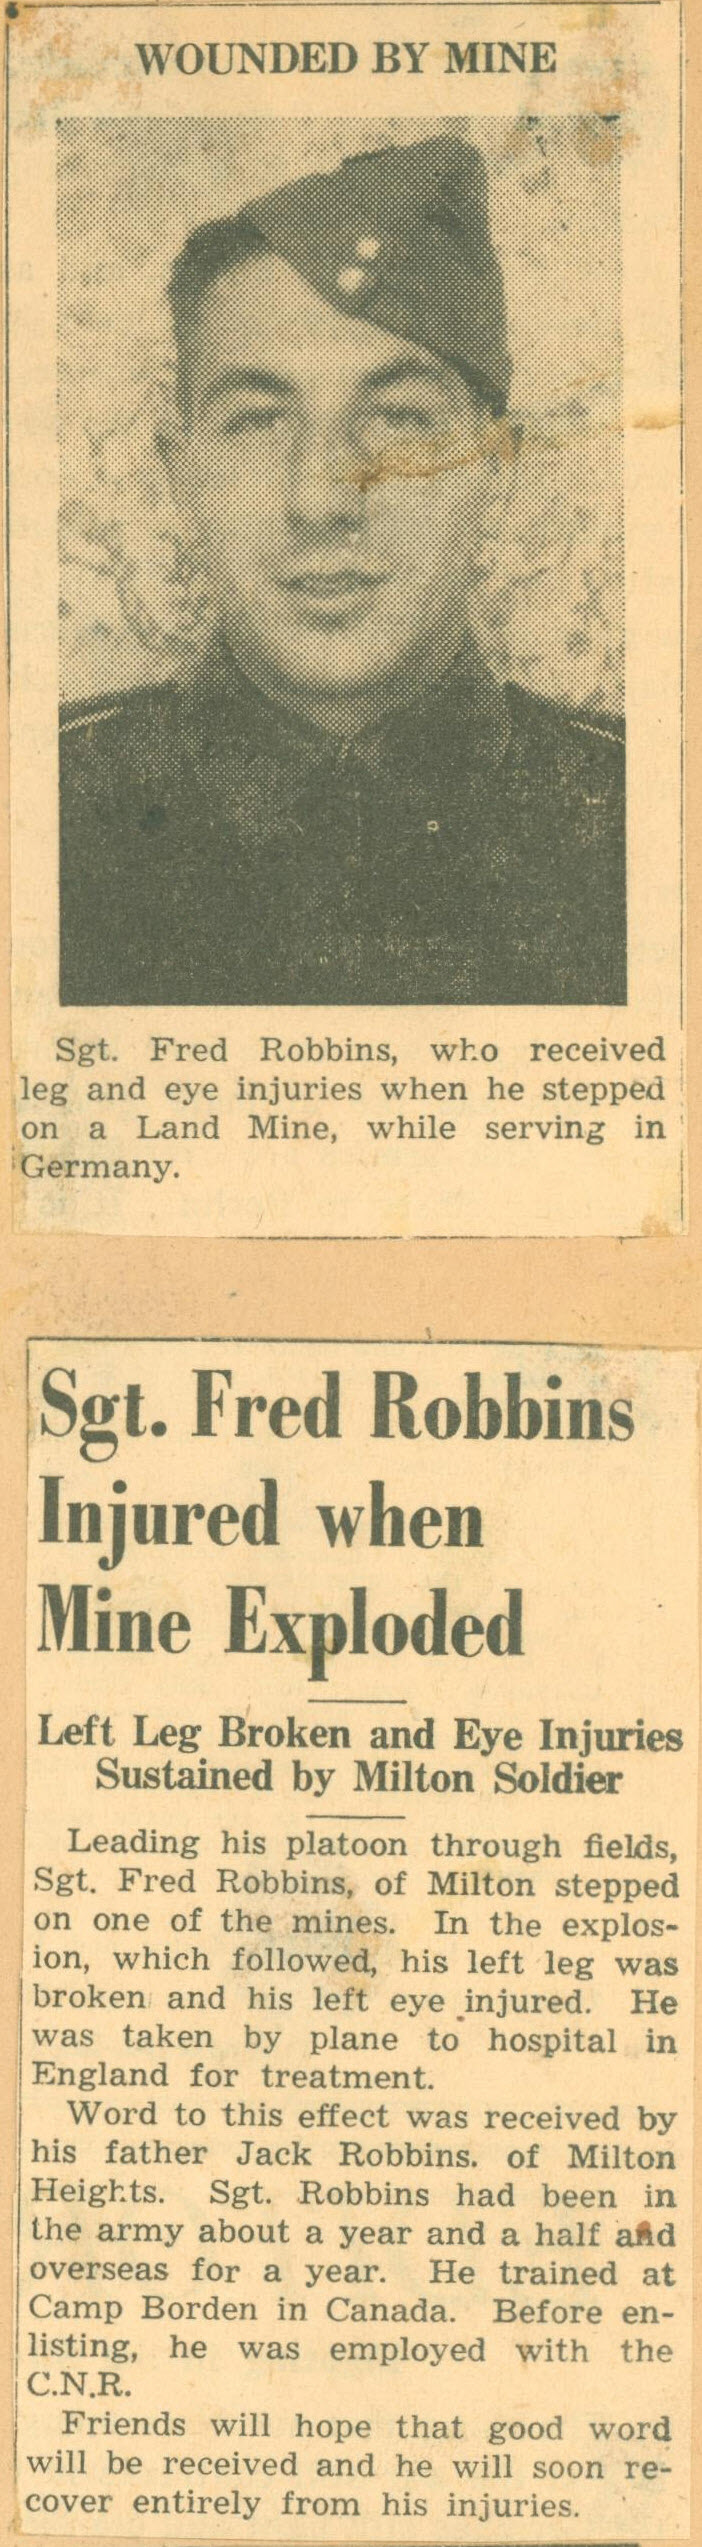 WOUNDED BY MINE
Sgt. Fred Robbins, who received
leg and eye injuries when he stepped
on a Land Mine, while serving in
Germany.
Sgt. Fred Robbins
Injured when
Mine Exploded
Left Leg Broken and Eye Injuries
Sustained by Milton Soldier
Leading his platoon through fields,
Sgt. Fred Robbins, of Milton stepped
on one of the mines. In the explos-
ion, which followed, his left leg was
broken and his left eye injured. He
was taken by plane to hospital in
England for treatment.
Word to this effect was received by
his father Jack Robbins. of Milton
Heights. Sgt. Robbins had been in
the army about a year and a half and
overseas for a year. He trained at
Camp Borden in Canada. Before en-
listing, he was employed with the
C.N.R.
Friends will hope that good word
will be received and he will soon re-
cover entirely from his injuries.